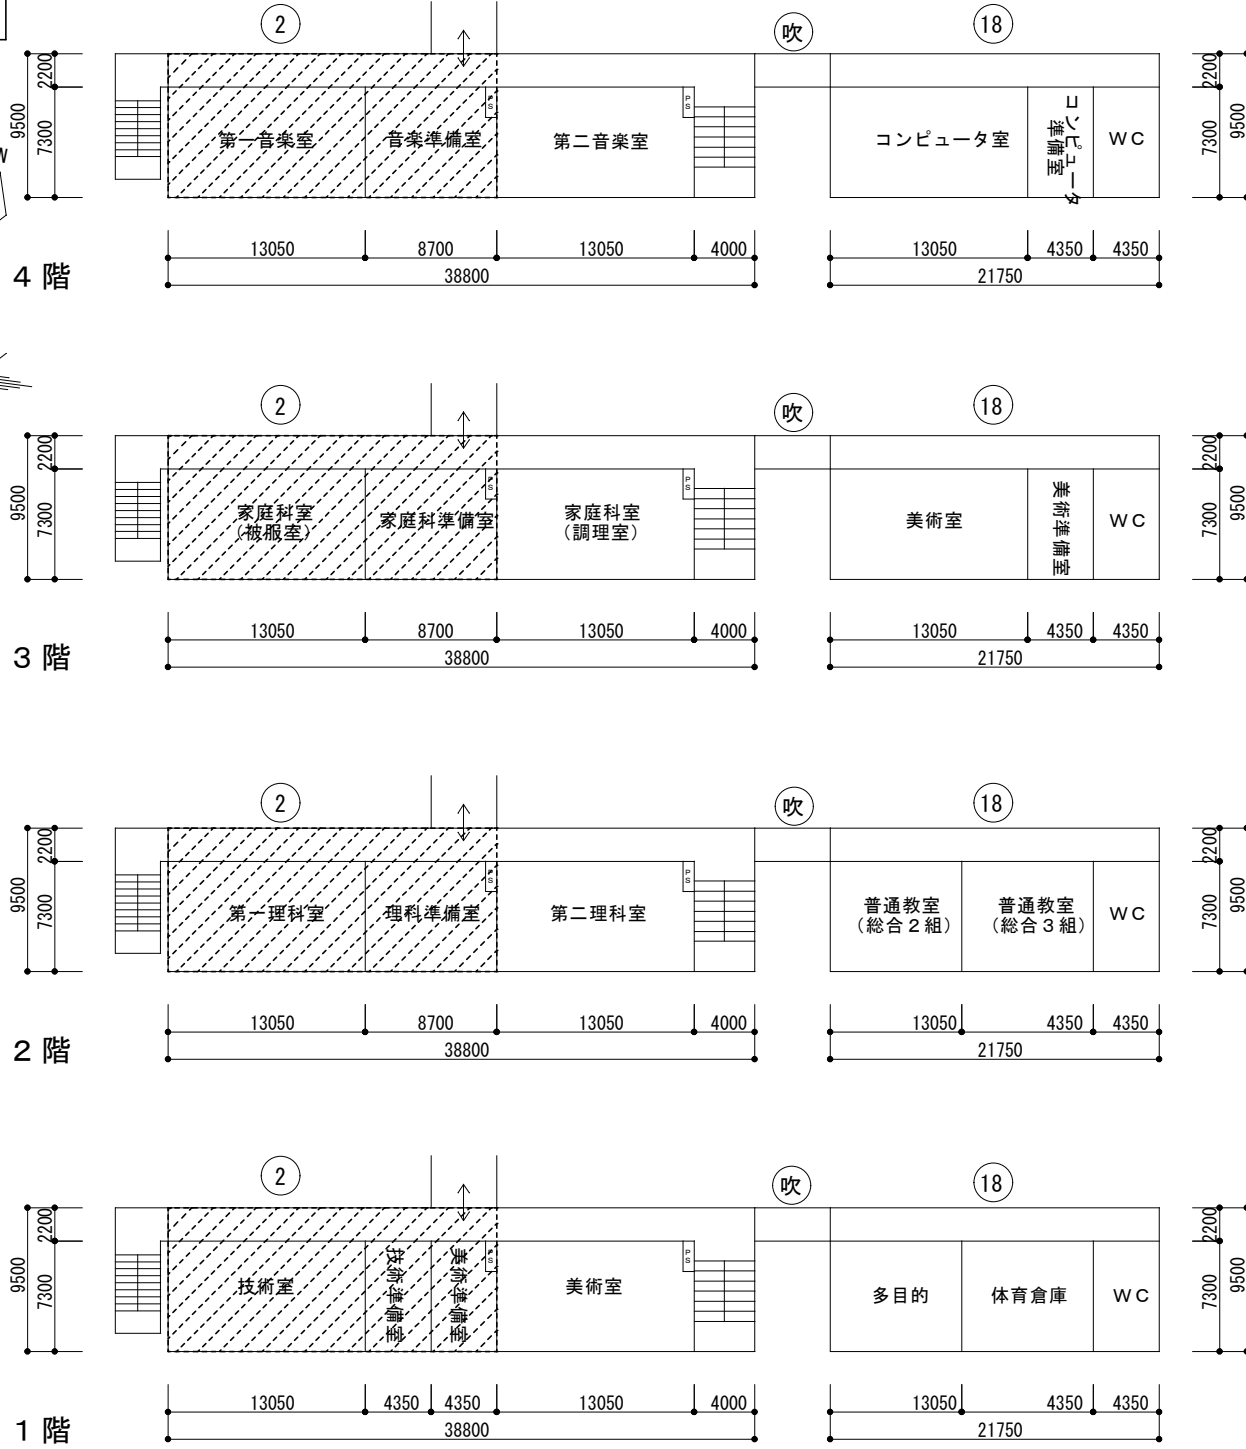 2
吹
18
2200
7300
9500
第一音楽室
音楽準備室
PS
第二音楽室
PS
コンピュータ室
コンピュータ
準備室
WC
2200
7300
9500
W
13050
8700
13050
4000
38800
13050
4350
4350
21750
4階
2
吹
18
2200
7300
9500
家庭科室
(被服室)
家庭科準備室
PS
家庭科室
(調理室)
PS
美術室
美術準備室
WC
2200
7300
9500
13050
8700
13050
4000
38800
13050
4350
4350
21750
3階
2
吹
18
2200
7300
9500
第一理科室
理科準備室
PS
第二理科室
PS
普通教室
(総合2組)
普通教室
(総合3組)
WC
2200
7300
9500
13050
8700
13050
4000
38800
13050
4350
4350
21750
2階
2
吹
18
2200
7300
9500
技術室
技術準備室
美術準備室
PS
美術室
PS
多目的
体育倉庫
WC
2200
7300
9500
13050
4350
4350
13050
4000
38800
13050
4350
4350
21750
1階